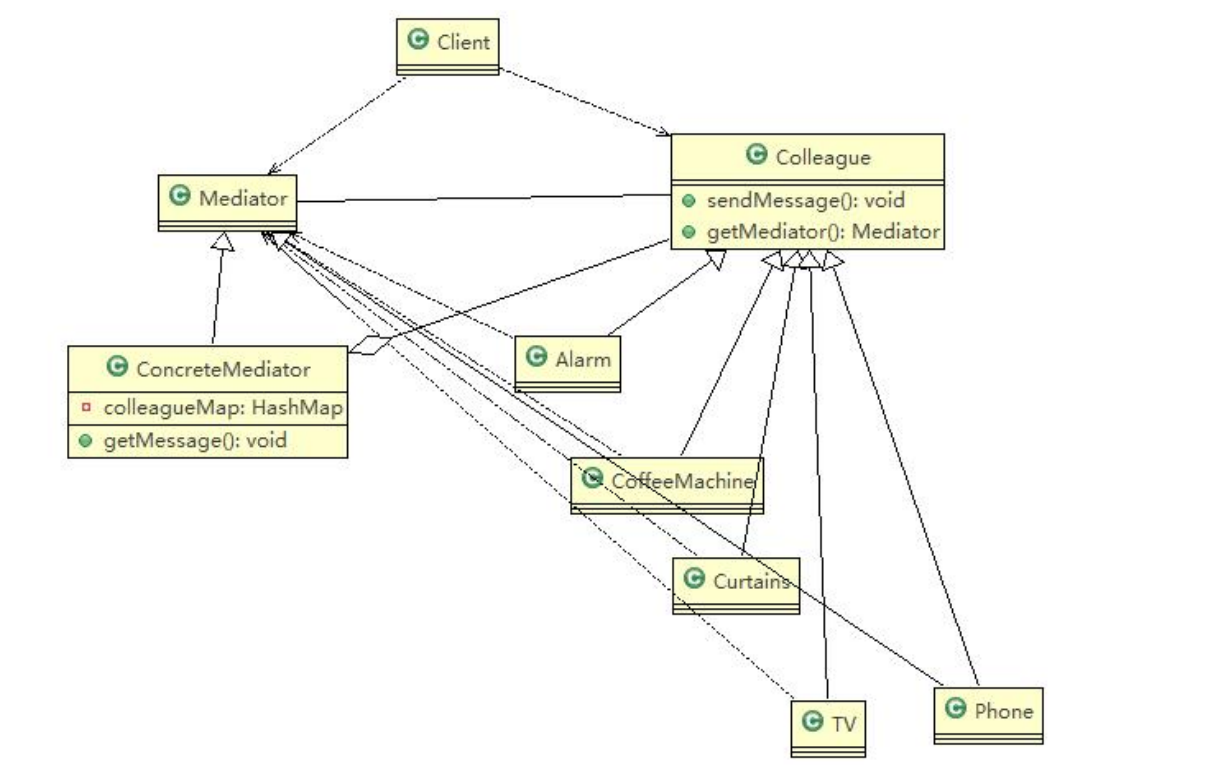 Client
Colleague
sendMessage(): void
getMediator(): Mediator
Mediator
ConcreteMediator
colleagueMap: HashMap
getMessage(): void
Alarm
CoffeeMachine
Curtains
TV
Phone